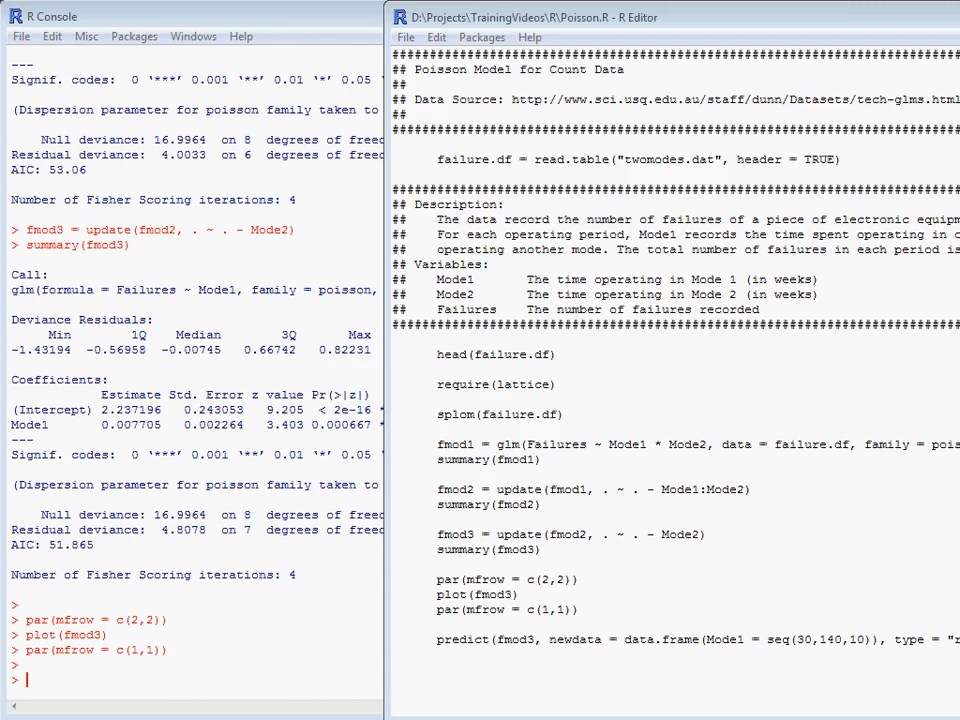 R Console
File Edit Misc Packages Windows Help
---
Signif. codes:  0 ‘***’ 0.001 ‘**’ 0.01 ‘*’ 0.05
(Dispersion parameter for poisson family taken to
Null deviance: 16.9964  on 8  degrees of freed
Residual deviance:  4.0033  on 6  degrees of freed
AIC: 53.06
Number of Fisher Scoring iterations: 4
> fmod3 = update(fmod2, . ~ . - Mode2)
> summary(fmod3)
Call:
glm(formula = Failures ~ Mode1, family = poisson,
Deviance Residuals:
Min 1Q Median 3Q Max
-1.43194 -0.56958 -0.00745 0.66742 0.82231
Coefficients:
Estimate Std. Error z value Pr(>|z|)
(Intercept) 2.237196 0.243053 9.205 < 2e-16 *
Mode1 0.007705 0.002264 3.403 0.000667 *
---
Signif. codes:  0 ‘***’ 0.001 ‘**’ 0.01 ‘*’ 0.05
(Dispersion parameter for poisson family taken to
Null deviance: 16.9964  on 8  degrees of freed
Residual deviance:  4.8078  on 7  degrees of freed
AIC: 51.865
Number of Fisher Scoring iterations: 4
>
> par(mfrow = c(2,2))
> plot(fmod3)
> par(mfrow = c(1,1))
>
>
D:\Projects\TrainingVideos\R\Poisson.R - R Editor
File Edit Packages Help
############################################################################
## Poisson Model for Count Data
##
## Data Source: http://www.sci.usq.edu.au/staff/dunn/Datasets/tech-glms.html
##
############################################################################
failure.df = read.table("twomodes.dat", header = TRUE)
############################################################################
## Description:
##    The data record the number of failures of a piece of electronic equipm
##    For each operating period, Mode1 records the time spent operating in o
##    operating another mode. The total number of failures in each period is
## Variables:
##    Mode1       The time operating in Mode 1 (in weeks)
##    Mode2       The time operating in Mode 2 (in weeks)
##    Failures    The number of failures recorded
############################################################################
head(failure.df)
require(lattice)
splom(failure.df)
fmod1 = glm(Failures ~ Mode1 * Mode2, data = failure.df, family = pois
summary(fmod1)
fmod2 = update(fmod1, . ~ . - Mode1:Mode2)
summary(fmod2)
fmod3 = update(fmod2, . ~ . - Mode2)
summary(fmod3)
par(mfrow = c(2,2))
plot(fmod3)
par(mfrow = c(1,1))
predict(fmod3, newdata = data.frame(Mode1 = seq(30,140,10)), type = "r